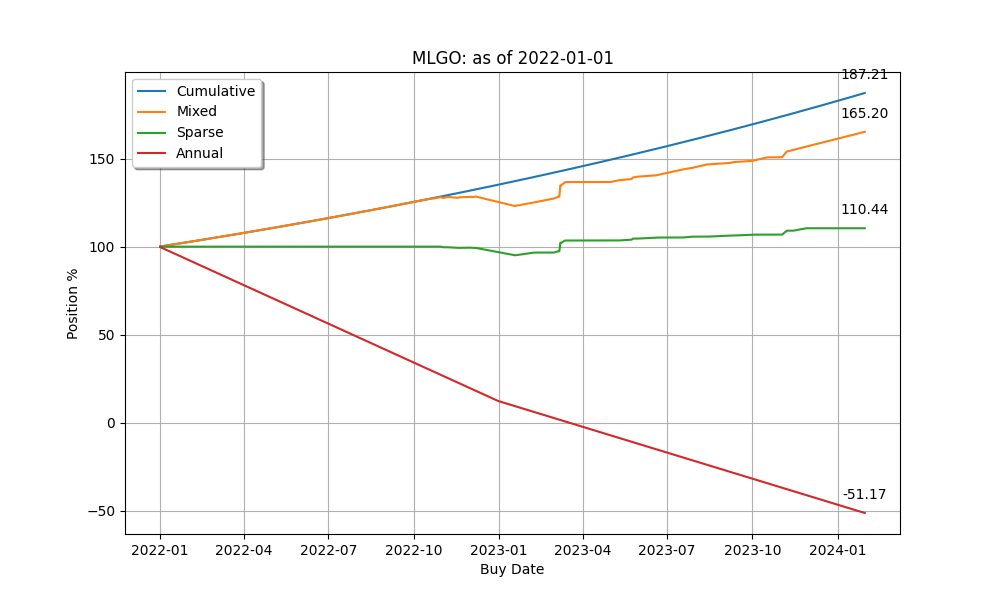 MLGO: as of 2022-01-01
Cumulative
Mixed
Sparse
Annual
187.21
165.20
110.44
-51.17
150
100
50
0
−50
Position %
2022-01 2022-04 2022-07 2022-10 2023-01 2023-04 2023-07 2023-10 2024-01
Buy Date